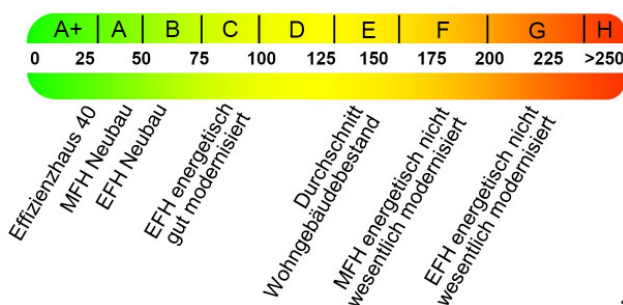 A+ A B C D E F G H
0 25 50 75 100 125 150 175 200 225 >250
Effizienzhaus 40
MFH Neubau
EFH Neubau
EFH energetisch
gut modernisiert
Durchschnitt
Wohngebäudebestand
MFH energetisch nicht
wesentlich modernisiert
EFH energetisch nicht
wesentlich modernisiert